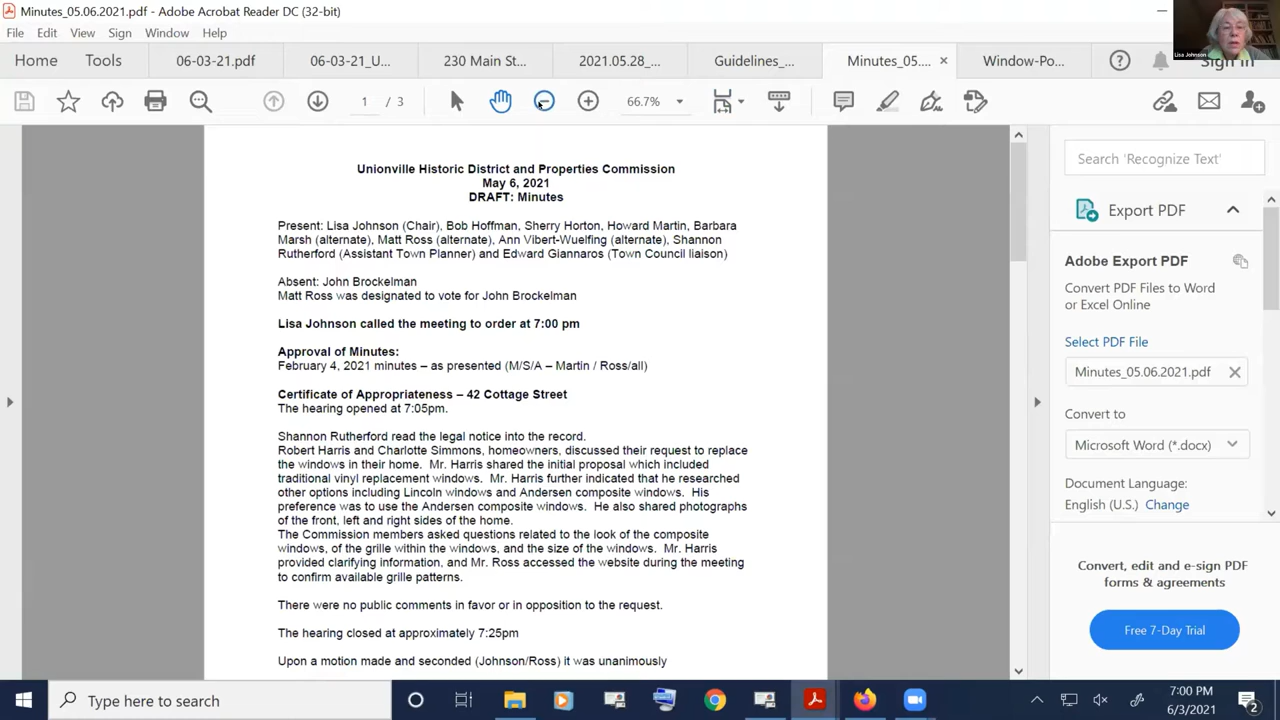 Minutes_05.06.2021.pdf - Adobe Acrobat Reader DC (32-bit)
File Edit View Sign Window Help
Lisa Johnson
Home Tools 06-03-21.pdf 06-03-21_U... 230 Main St... 2021.05.28_... Guidelines_... Minutes_05.... × Window-Po... Sign In
1 / 3 66.7%
Unionville Historic District and Properties Commission
May 6, 2021
DRAFT: Minutes
Present: Lisa Johnson (Chair), Bob Hoffman, Sherry Horton, Howard Martin, Barbara
Marsh (alternate), Matt Ross (alternate), Ann Vibert-Wuelfing (alternate), Shannon
Rutherford (Assistant Town Planner) and Edward Giannaros (Town Council liaison)
Absent: John Brockelman
Matt Ross was designated to vote for John Brockelman
Lisa Johnson called the meeting to order at 7:00 pm
Approval of Minutes:
February 4, 2021 minutes – as presented (M/S/A – Martin / Ross/all)
Certificate of Appropriateness – 42 Cottage Street
The hearing opened at 7:05pm.
Shannon Rutherford read the legal notice into the record.
Robert Harris and Charlotte Simmons, homeowners, discussed their request to replace
the windows in their home. Mr. Harris shared the initial proposal which included
traditional vinyl replacement windows. Mr. Harris further indicated that he researched
other options including Lincoln windows and Andersen composite windows. His
preference was to use the Andersen composite windows. He also shared photographs
of the front, left and right sides of the home.
The Commission members asked questions related to the look of the composite
windows, of the grille within the windows, and the size of the windows. Mr. Harris
provided clarifying information, and Mr. Ross accessed the website during the meeting
to confirm available grille patterns.
There were no public comments in favor or in opposition to the request.
The hearing closed at approximately 7:25pm
Upon a motion made and seconded (Johnson/Ross) it was unanimously
Search 'Recognize Text'
Export PDF
Adobe Export PDF
Convert PDF Files to Word
or Excel Online
Select PDF File
Minutes_05.06.2021.pdf
Convert to
Microsoft Word (*.docx)
Document Language:
English (U.S.) Change
Convert, edit and e-sign PDF
forms & agreements
Free 7-Day Trial
Type here to search
7:00 PM
6/3/2021
2